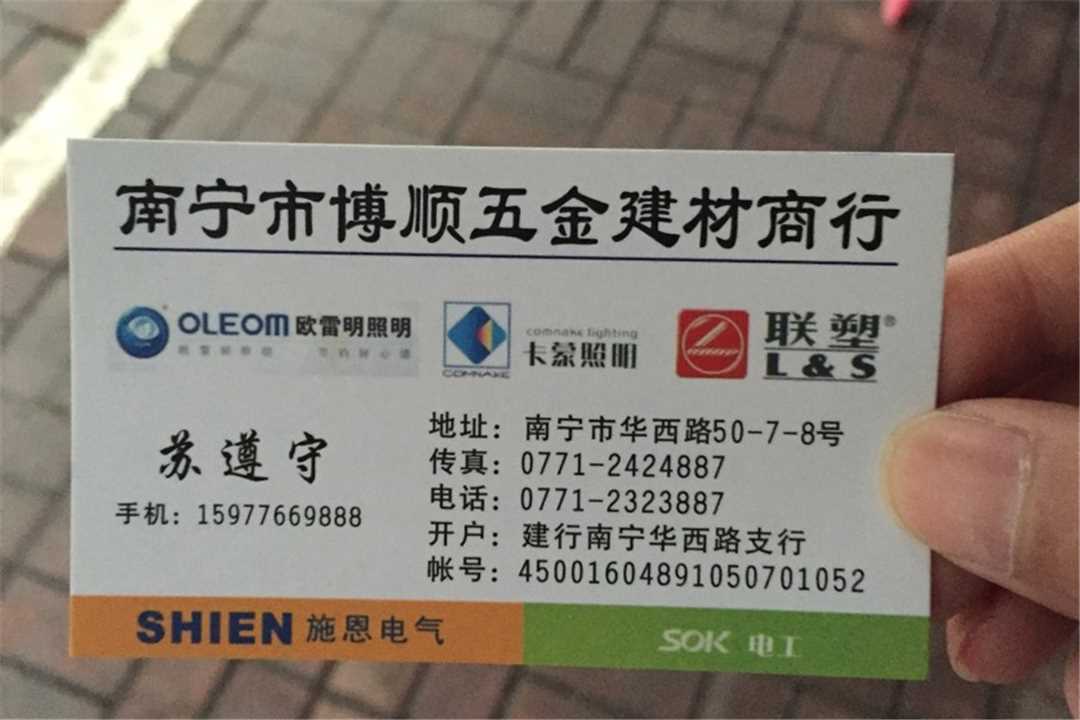 南宁市博顺五金建材商行
OLEOM 欧雷明照明
COMNAKE
comnake lighting
卡蒙照明
联塑®
L & S
苏遵守
手机：15977669888
地址：南宁市华西路50-7-8号
传真：0771-2424887
电话：0771-2323887
开户：建行南宁华西路支行
帐号：45001604891050701052
SHIEN 施恩电气
SOK 电工